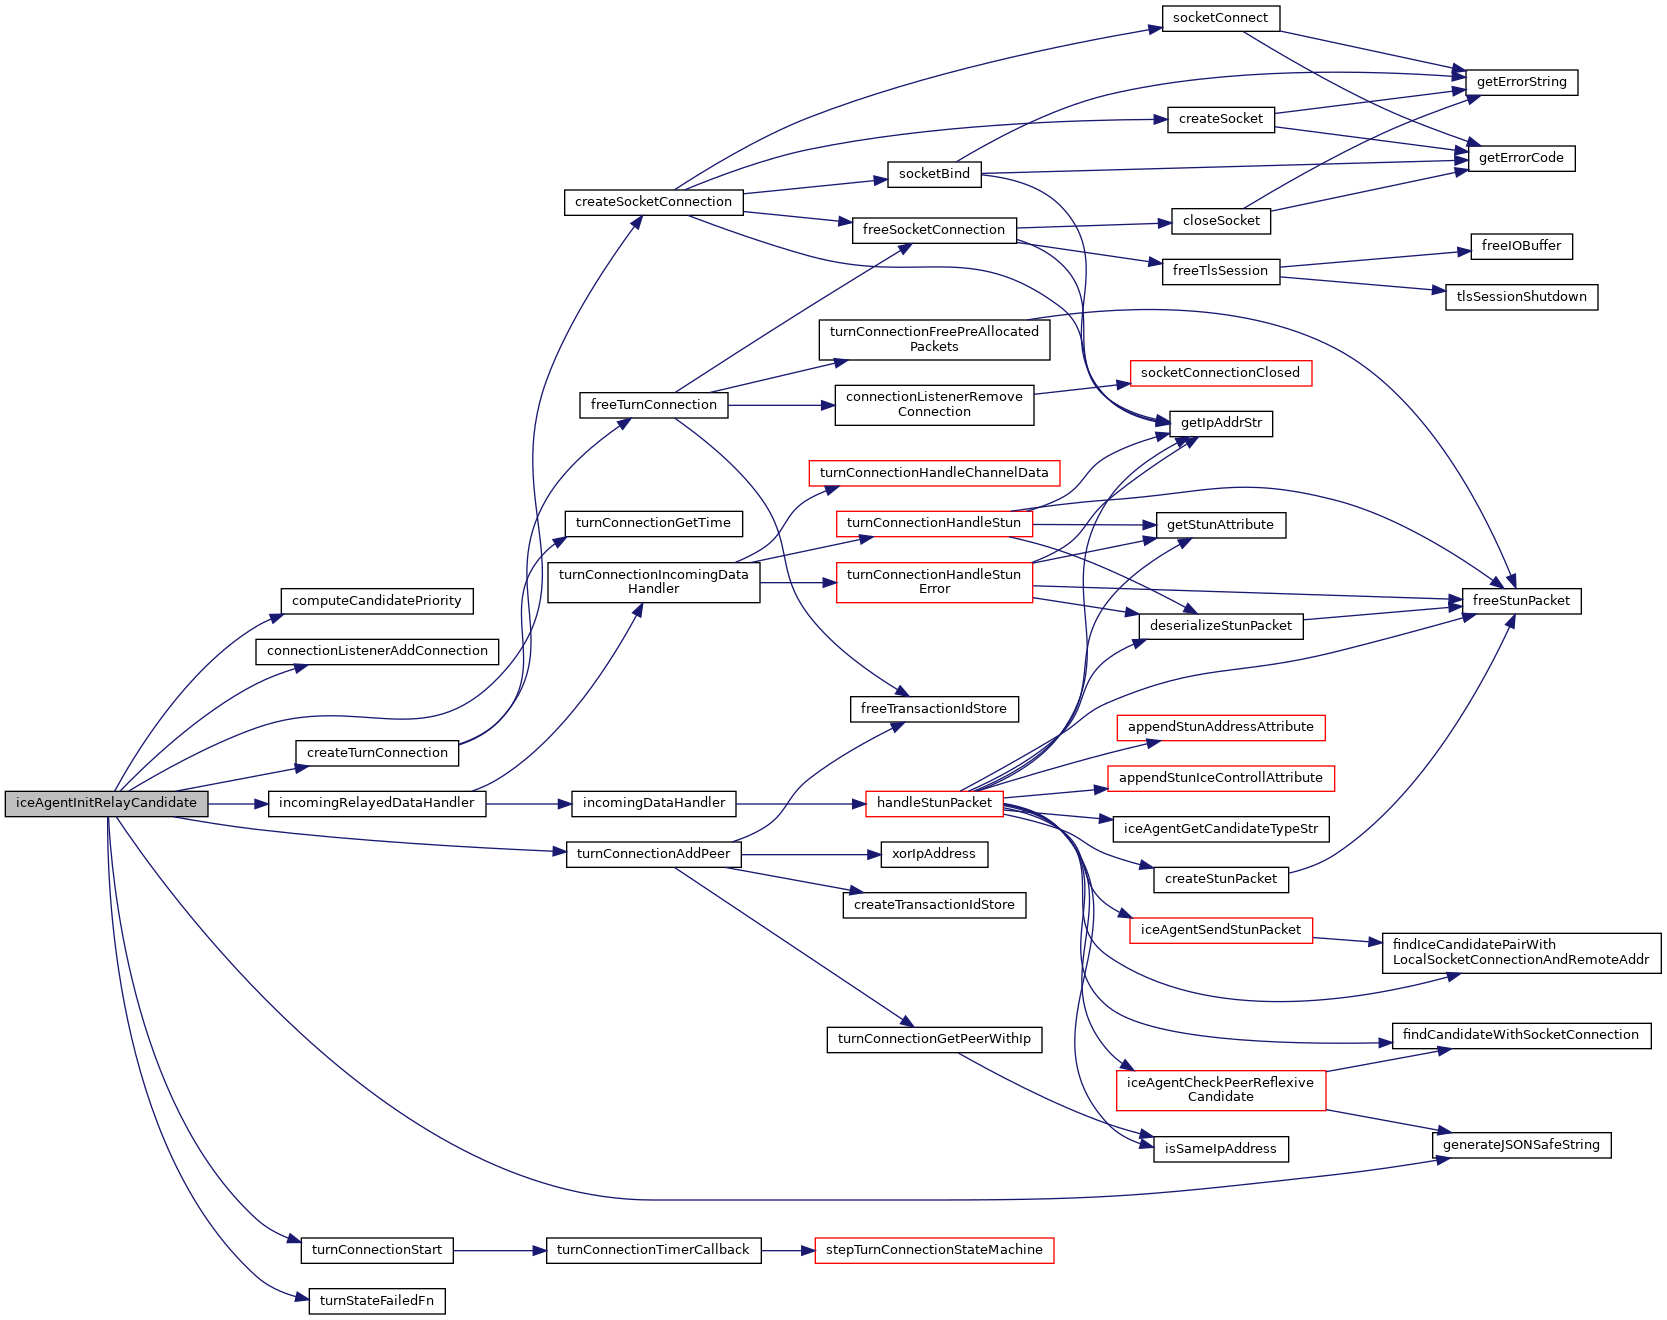 socketConnect
getErrorString
createSocket
getErrorCode
socketBind
createSocketConnection
closeSocket
freeSocketConnection
freeIOBuffer
freeTlsSession
tlsSessionShutdown
turnConnectionFreePreAllocated
Packets
socketConnectionClosed
freeTurnConnection
connectionListenerRemove
Connection
getIpAddrStr
turnConnectionHandleChannelData
turnConnectionGetTime
turnConnectionHandleStun
getStunAttribute
turnConnectionIncomingData
Handler
turnConnectionHandleStun
Error
computeCandidatePriority
freeStunPacket
deserializeStunPacket
connectionListenerAddConnection
freeTransactionIdStore
appendStunAddressAttribute
createTurnConnection
appendStunIceControllAttribute
iceAgentInitRelayCandidate
incomingRelayedDataHandler
incomingDataHandler
handleStunPacket
iceAgentGetCandidateTypeStr
turnConnectionAddPeer
xorIpAddress
createStunPacket
createTransactionIdStore
iceAgentSendStunPacket
findIceCandidatePairWith
LocalSocketConnectionAndRemoteAddr
turnConnectionGetPeerWithIp
findCandidateWithSocketConnection
iceAgentCheckPeerReflexive
Candidate
isSameIpAddress
generateJSONSafeString
turnConnectionStart
turnConnectionTimerCallback
stepTurnConnectionStateMachine
turnStateFailedFn